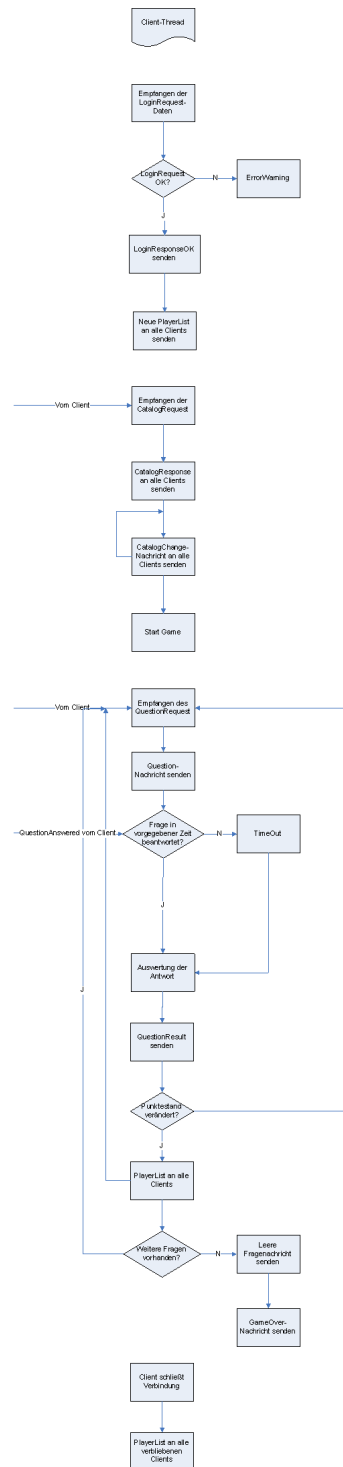 Client-Thread
Empfangen der
LoginRequest-
Daten
LoginRequest
OK?
N
ErrorWarning
J
LoginResponseOK
senden
Neue PlayerList
an alle Clients
senden
Vom Client
Empfangen der
CatalogRequest
CatalogResponse
an alle Clients
senden
CatalogChange-
Nachricht an alle
Clients senden
Start Game
Vom Client
Empfangen des
QuestionRequest
Question-
Nachricht senden
QuestionAnswered vom Client
Frage in
vorgegebener Zeit
beantwortet?
N
TimeOut
J
Auswertung der
Antwort
J
QuestionResult
senden
Punktestand
verändert?
J
PlayerList an alle
Clients
Weitere Fragen
vorhanden?
N
Leere
Fragenachricht
senden
GameOver-
Nachricht senden
Client schließt
Verbindung
PlayerList an alle
verbliebenen
Clients